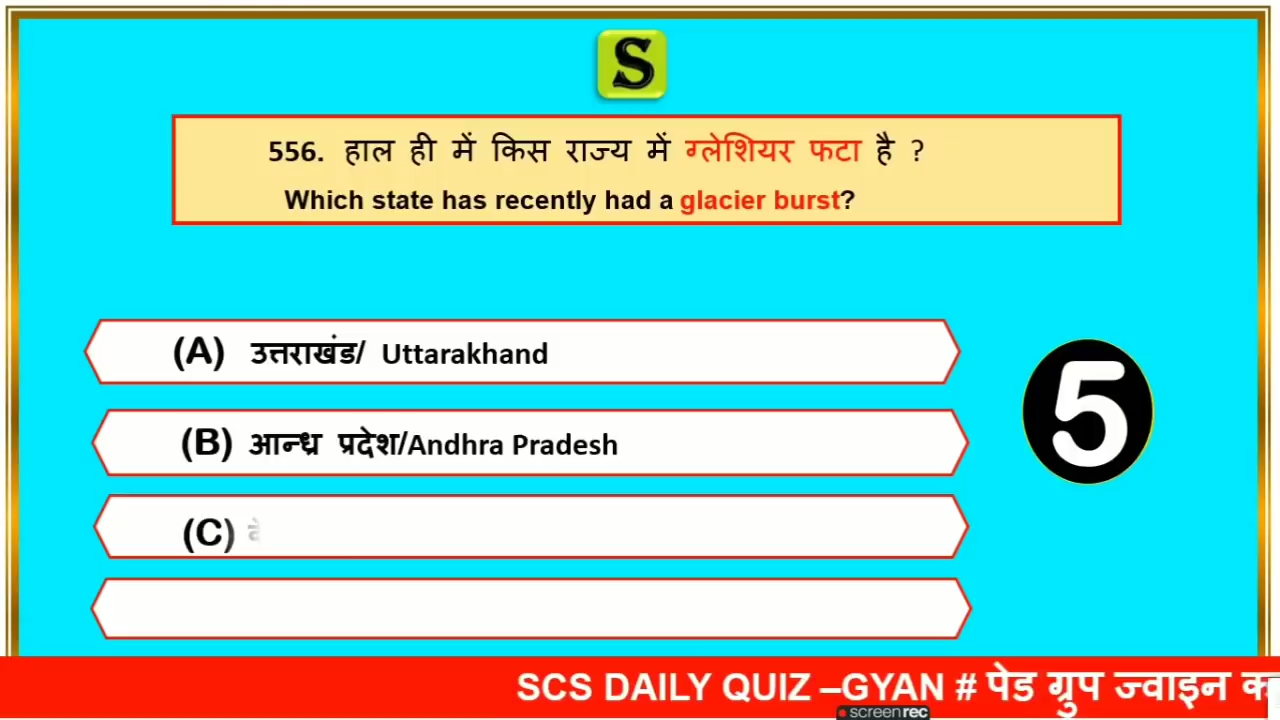 S
556. हाल ही में किस राज्य में ग्लेशियर फटा है ?
Which state has recently had a glacier burst?
(A) उत्तराखंड/ Uttarakhand
(B) आन्ध्र प्रदेश/Andhra Pradesh
(C)
5
SCS DAILY QUIZ –GYAN # पेड ग्रुप ज्वाइन
screenrec